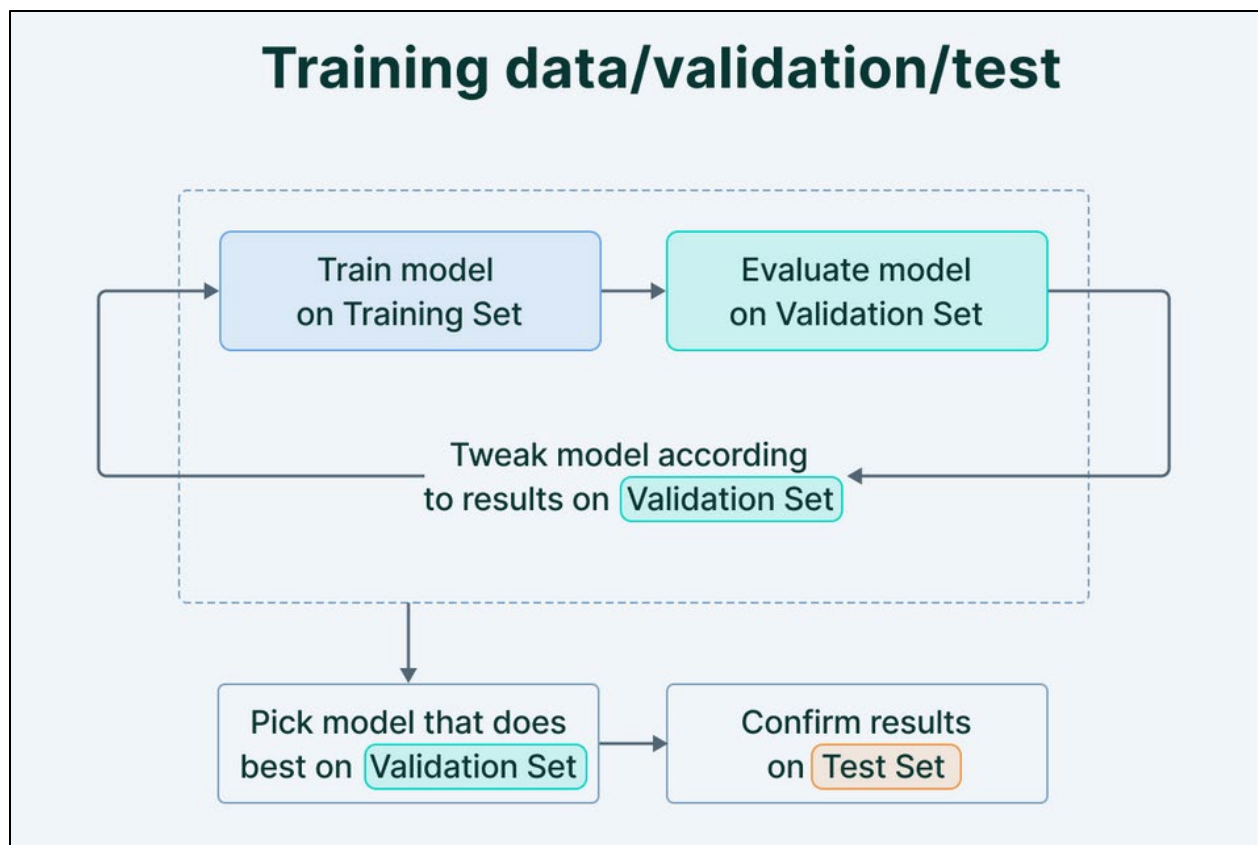 Training data/validation/test
Train model
on Training Set
Evaluate model
on Validation Set
Tweak model according
to results on Validation Set
Pick model that does
best on Validation Set
Confirm results
on Test Set